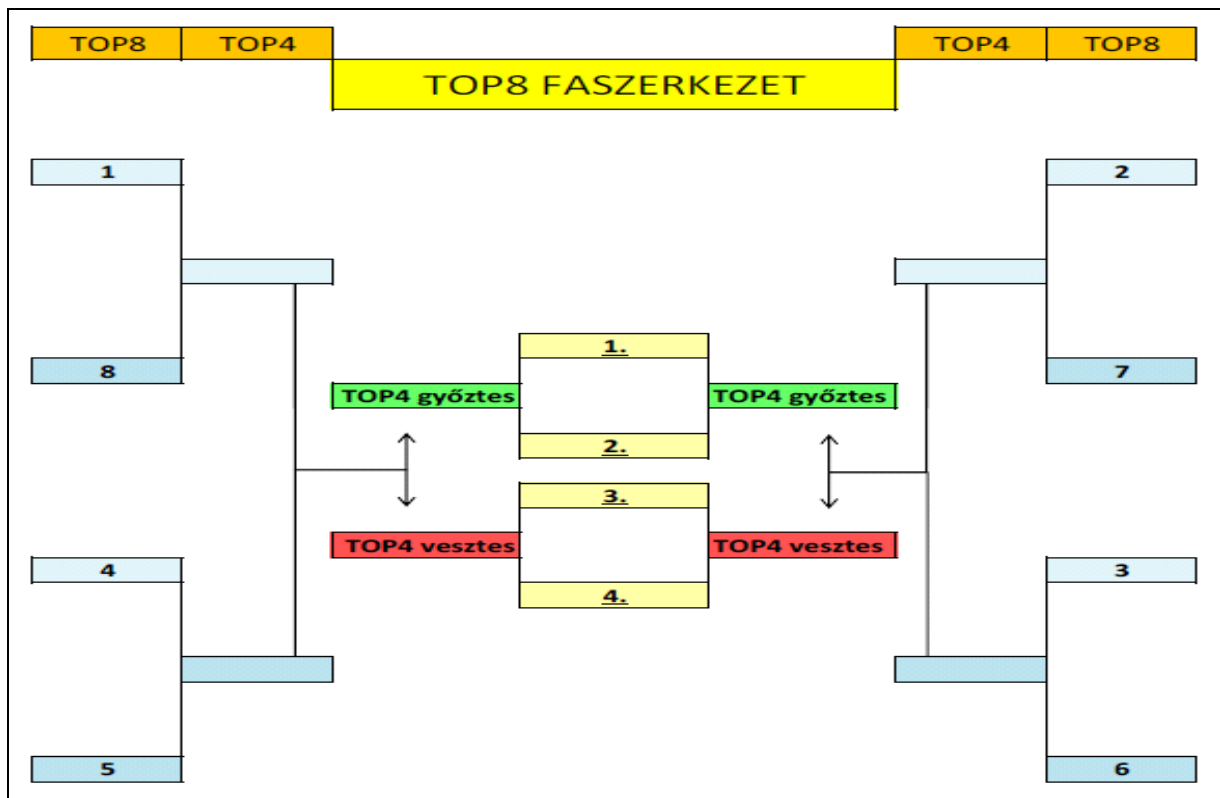 TOP8 TOP4 TOP4 TOP8
TOP8 FASZERKEZET
1 2
1.
8 7
TOP4 győztes TOP4 győztes
2.
3.
TOP4 vesztes TOP4 vesztes
4 3
4.
5 6